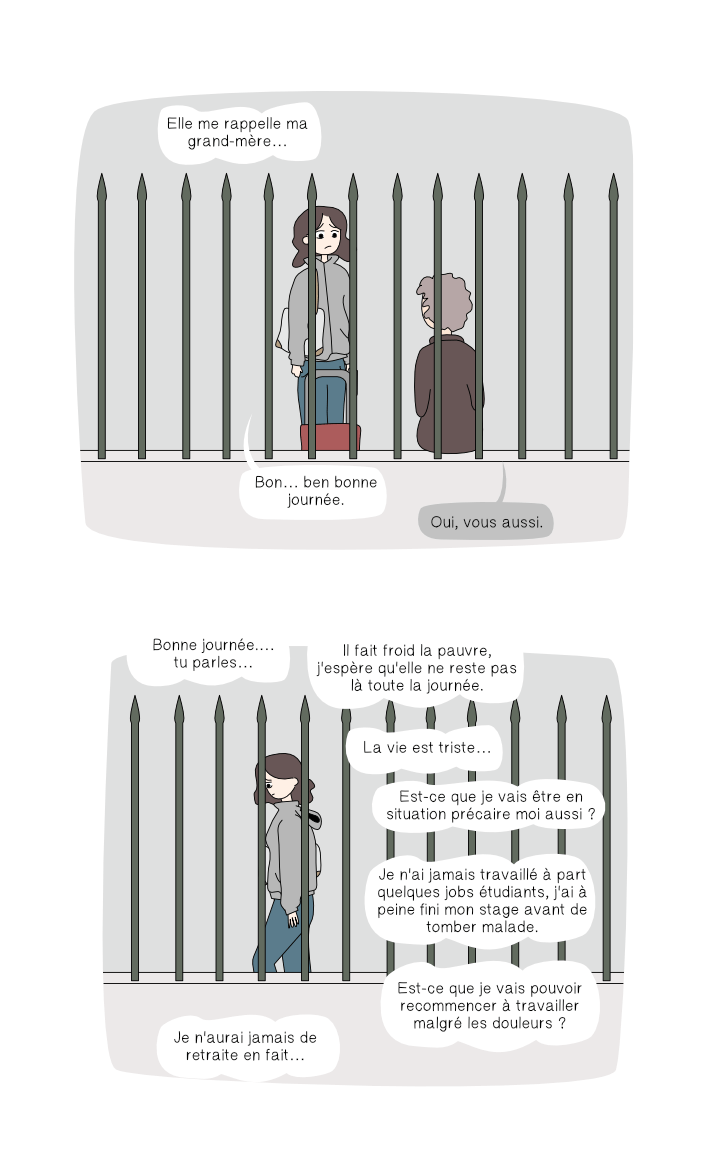 Elle me rappelle ma
grand-mère...
Bon... ben bonne
journée.
Oui, vous aussi.
Bonne journée....
tu parles...
Il fait froid la pauvre,
j'espère qu'elle ne reste pas
là toute la journée.
La vie est triste...
Est-ce que je vais être en
situation précaire moi aussi ?
Je n'ai jamais travaillé à part
quelques jobs étudiants, j'ai à
peine fini mon stage avant de
tomber malade.
Est-ce que je vais pouvoir
recommencer à travailler
malgré les douleurs ?
Je n'aurai jamais de
retraite en fait...